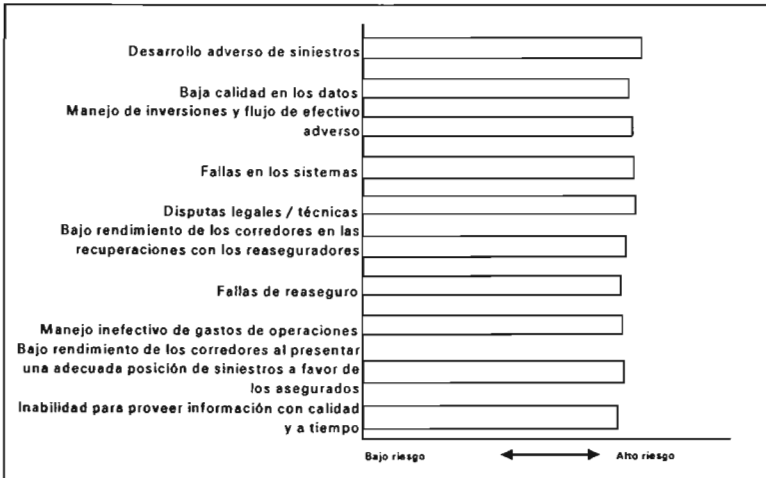 Desarrollo adverso de siniestros
Baja calidad en los datos
Manejo de inversiones y flujo de efectivo
adverso
Fallas en los sistemas
Disputas legales / técnicas
Bajo rendimiento de los corredores en las
recuperaciones con los reaseguradores
Fallas de reaseguro
Manejo inefectivo de gastos de operaciones
Bajo rendimiento de los corredores al presentar
una adecuada posición de siniestros a favor de
los asegurados
Inabilidad para proveer información con calidad
y a tiempo
Bajo riesgo
Alto riesgo